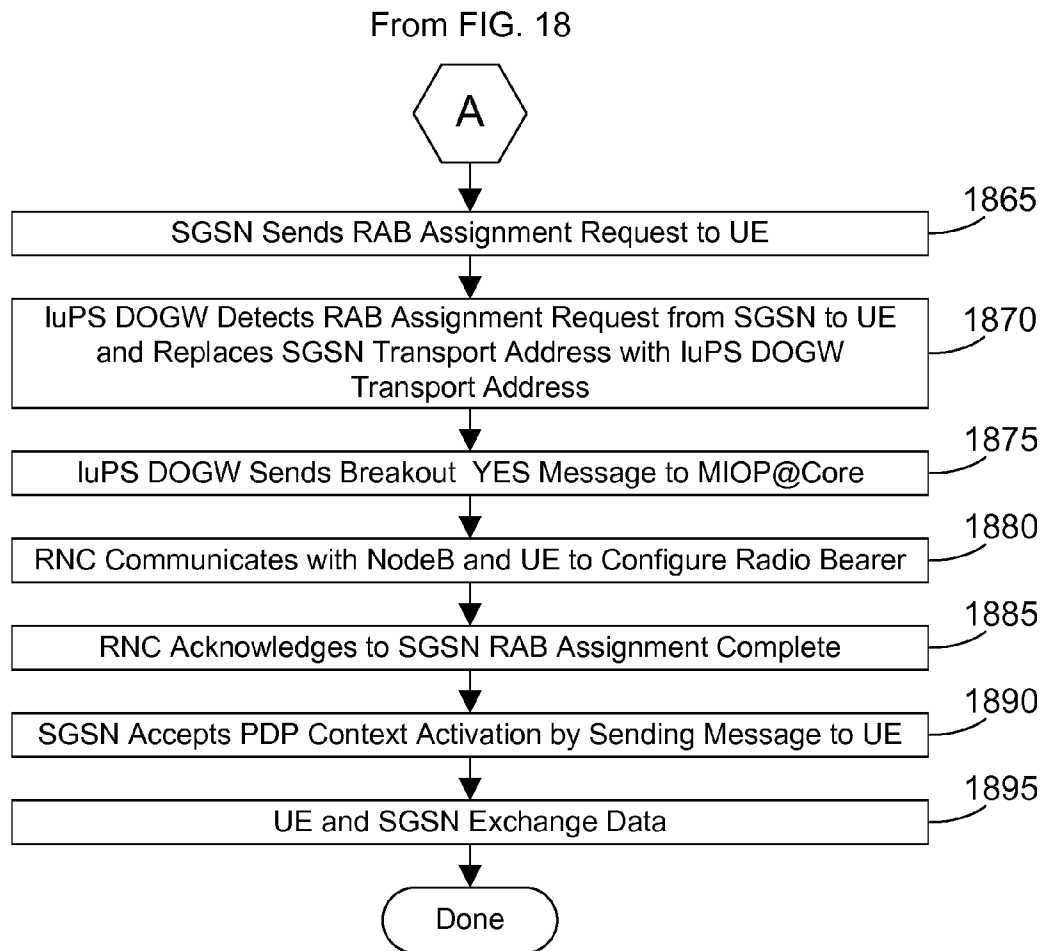 From FIG. 18
A
1865
SGSN Sends RAB Assignment Request to UE
1870
IuPS DOGW Detects RAB Assignment Request from SGSN to UE
and Replaces SGSN Transport Address with IuPS DOGW
Transport Address
1875
IuPS DOGW Sends Breakout YES Message to MIOP@Core
1880
RNC Communicates with NodeB and UE to Configure Radio Bearer
1885
RNC Acknowledges to SGSN RAB Assignment Complete
1890
SGSN Accepts PDP Context Activation by Sending Message to UE
1895
UE and SGSN Exchange Data
Done